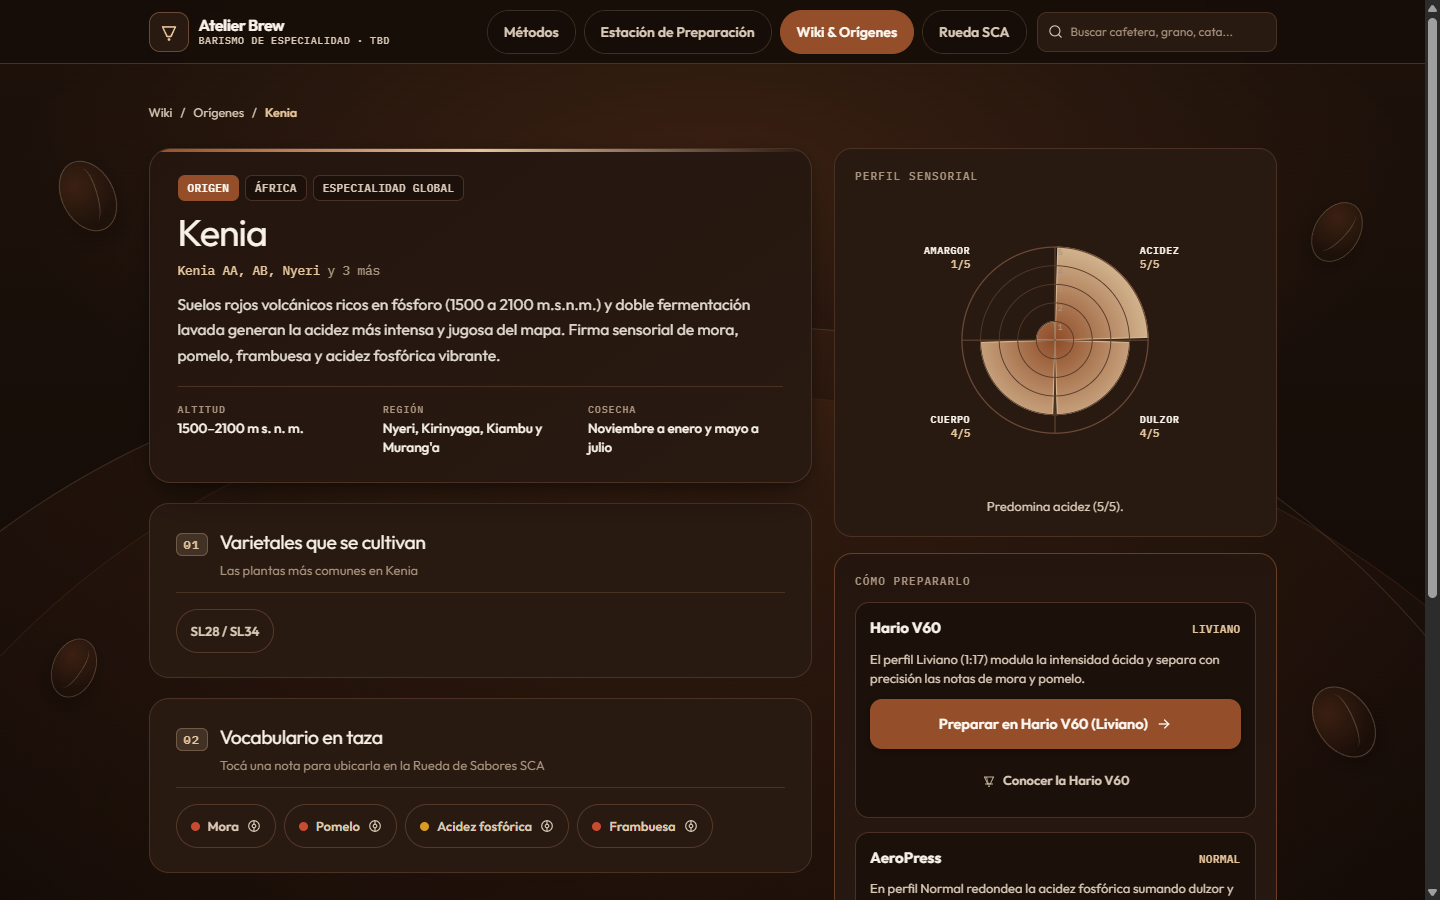 Atelier Brew
BARISMO DE ESPECIALIDAD · TBD
Métodos
Estación de Preparación
Wiki & Orígenes
Rueda SCA
Buscar cafetera, grano, cata...
Wiki / Orígenes / Kenia
ORIGEN
ÁFRICA
ESPECIALIDAD GLOBAL
Kenia
Kenia AA, AB, Nyeri y 3 más
Suelos rojos volcánicos ricos en fósforo (1500 a 2100 m.s.n.m.) y doble fermentación
lavada generan la acidez más intensa y jugosa del mapa. Firma sensorial de mora,
pomelo, frambuesa y acidez fosfórica vibrante.
ALTITUD
1500–2100 m s. n. m.
REGIÓN
Nyeri, Kirinyaga, Kiambu y
Murang'a
COSECHA
Noviembre a enero y mayo a
julio
01
Varietales que se cultivan
Las plantas más comunes en Kenia
SL28 / SL34
02
Vocabulario en taza
Tocá una nota para ubicarla en la Rueda de Sabores SCA
Mora
Pomelo
Acidez fosfórica
Frambuesa
PERFIL SENSORIAL
AMARGOR
1/5
ACIDEZ
5/5
2
1
CUERPO
4/5
DULZOR
4/5
Predomina acidez (5/5).
CÓMO PREPARARLO
Hario V60
LIVIANO
El perfil Liviano (1:17) modula la intensidad ácida y separa con
precisión las notas de mora y pomelo.
Preparar en Hario V60 (Liviano) →
Conocer la Hario V60
AeroPress
NORMAL
En perfil Normal redondea la acidez fosfórica sumando dulzor y